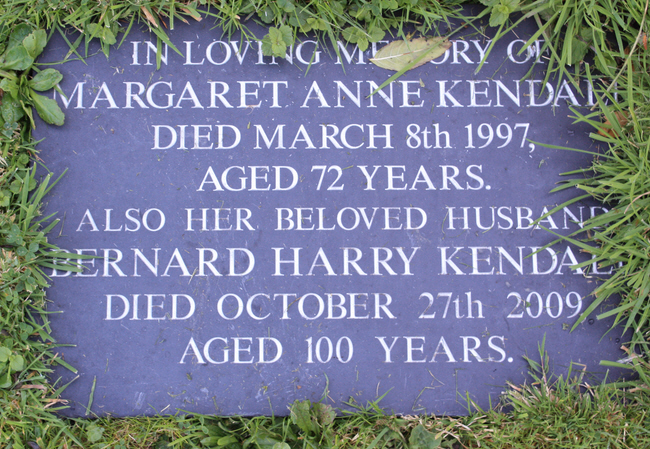 IN LOVING MEMORY OF
MARGARET ANNE KENDALL
DIED MARCH 8th 1997,
AGED 72 YEARS.
ALSO HER BELOVED HUSBAND
BERNARD HARRY KENDALL
DIED OCTOBER 27th 2009
AGED 100 YEARS.